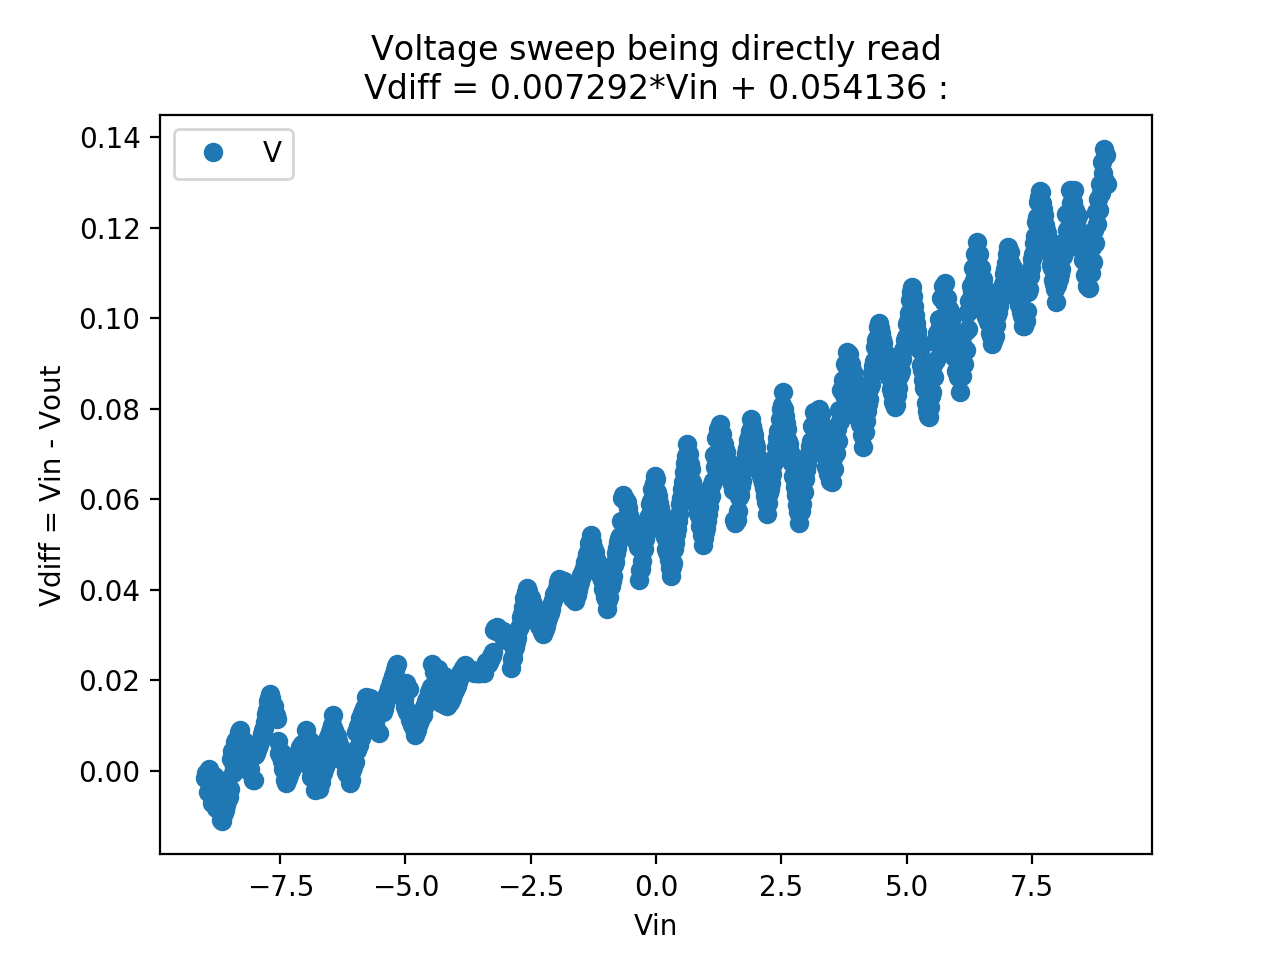 Voltage sweep being directly read
Vdiff = 0.007292*Vin + 0.054136 :
V
0.14
0.12
0.10
0.08
0.06
0.04
0.02
0.00
Vdiff = Vin - Vout
−7.5 −5.0 −2.5 0.0 2.5 5.0 7.5
Vin